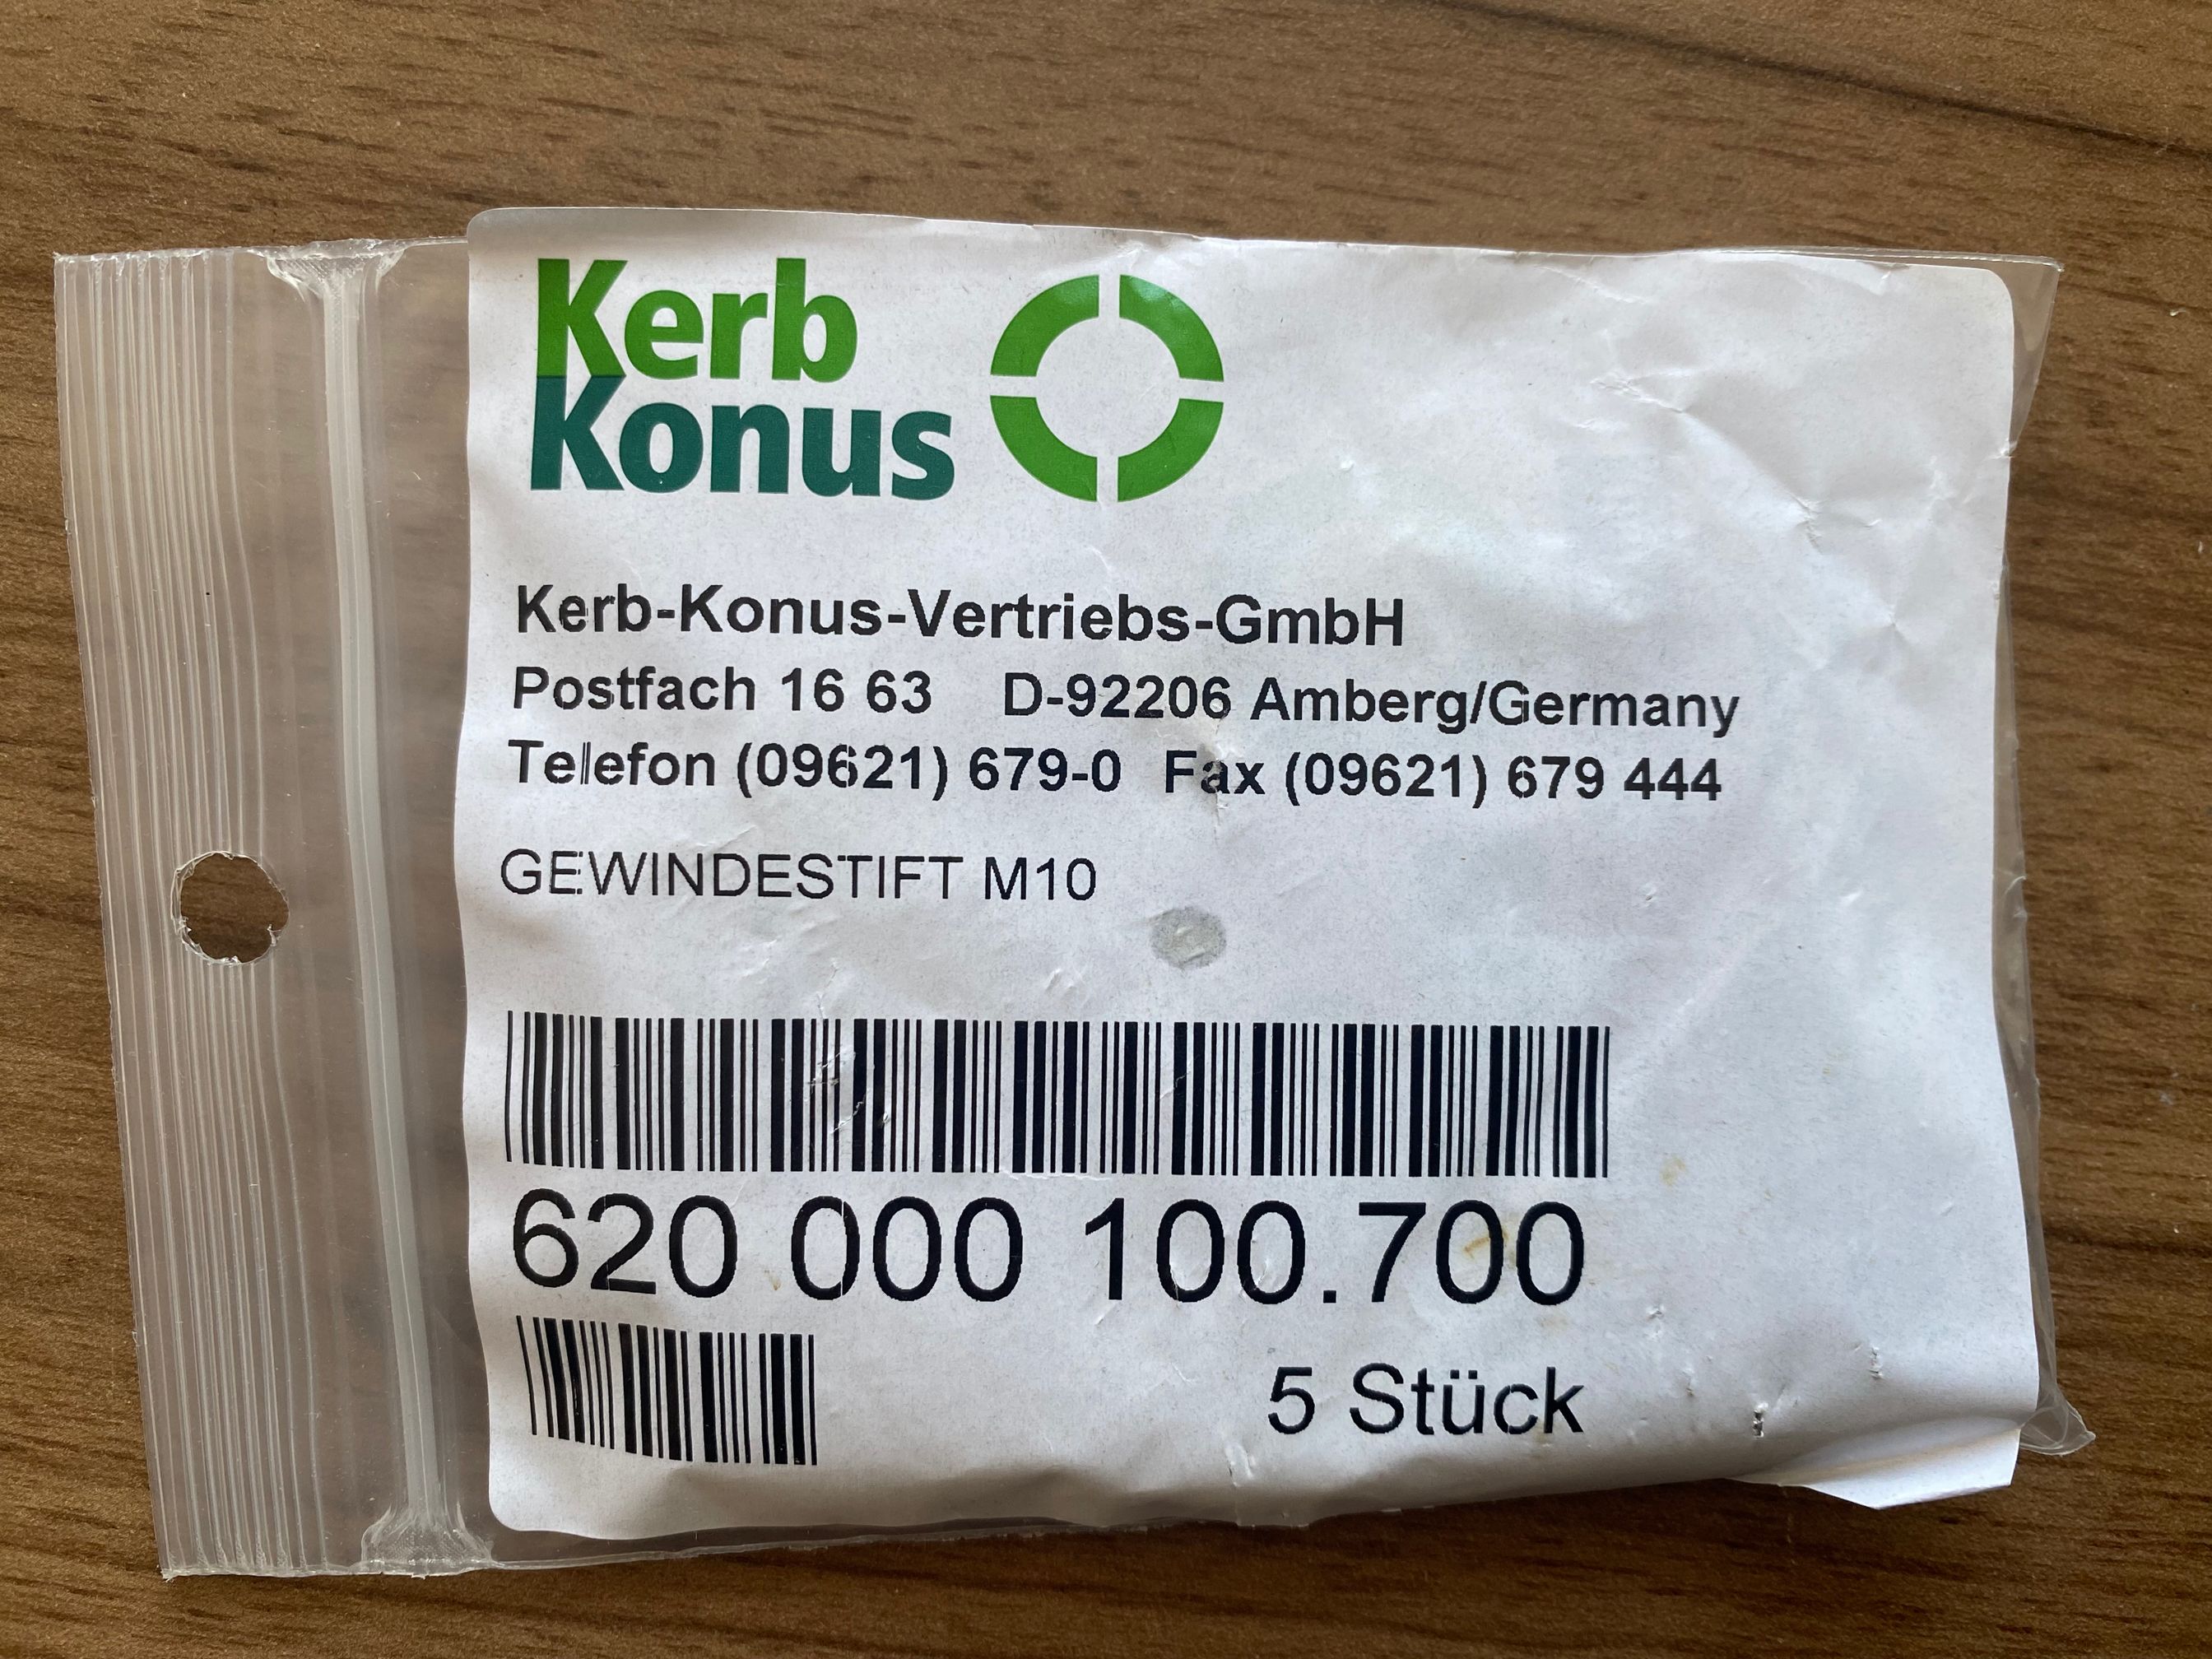 Kerb
Konus
Kerb-Konus-Vertriebs-GmbH
Postfach 16 63 D-92206 Amberg/Germany
Telefon (09621) 679-0 Fax (09621) 679 444
GEWINDESTIFT M10
620 000 100.700
5 Stück